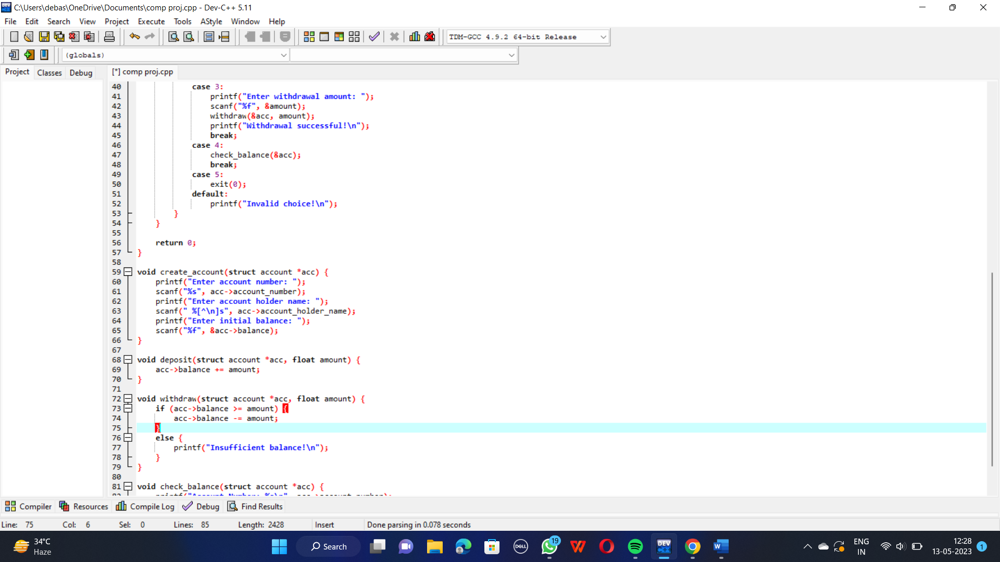 C:\Users\debas\OneDrive\Documents\comp proj.cpp - Dev-C++ 5.11
File Edit Search View Project Execute Tools AStyle Window Help
TDM-GCC 4.9.2 64-bit Release
(globals)
Project Classes Debug [*] comp proj.cpp
40 case 3:
41 printf("Enter withdrawal amount: ");
42 scanf("%f", &amount);
43 withdraw(&acc, amount);
44 printf("Withdrawal successful!\n");
45 break;
46 case 4:
47 check_balance(&acc);
48 break;
49 case 5:
50 exit(0);
51 default:
52 printf("Invalid choice!\n");
53 }
54 }
55
56 return 0;
57 }
58
59 void create_account(struct account *acc) {
60 printf("Enter account number: ");
61 scanf("%s", acc->account_number);
62 printf("Enter account holder name: ");
63 scanf(" %[^\n]s", acc->account_holder_name);
64 printf("Enter initial balance: ");
65 scanf("%f", &acc->balance);
66 }
67
68 void deposit(struct account *acc, float amount) {
69 acc->balance += amount;
70 }
71
72 void withdraw(struct account *acc, float amount) {
73 if (acc->balance >= amount) {
74 acc->balance -= amount;
75 }
76 else {
77 printf("Insufficient balance!\n");
78 }
79 }
80
81 void check_balance(struct account *acc) {
Compiler Resources Compile Log Debug Find Results
Line: 75 Col: 6 Sel: 0 Lines: 85 Length: 2428 Insert Done parsing in 0.078 seconds
34°C
Haze
Search
DELL
19
DEV
C++
W
ENG
IN
12:28
13-05-2023
1